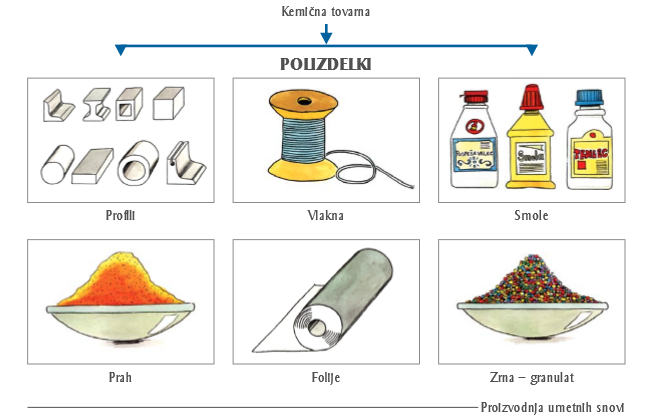 Kemična tovarna
POLIZDELKI
Profili
Vlakna
Smole
Prah
Folije
Zrna – granulat
Proizvodnja umetnih snovi